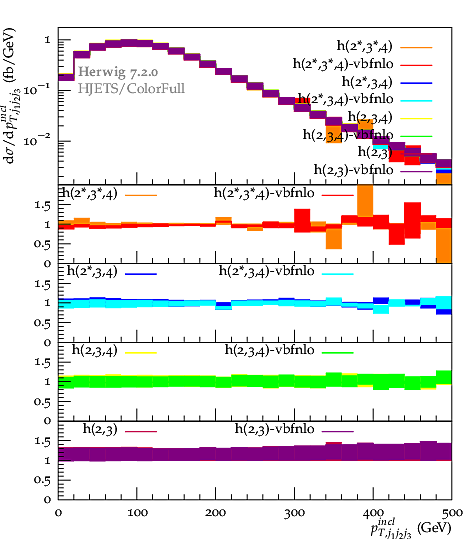 h(2*,3*,4)
h(2*,3*,4)-vbfnlo
h(2*,3,4)
h(2*,3,4)-vbfnlo
h(2,3,4)
h(2,3,4)-vbfnlo
h(2,3)
h(2,3)-vbfnlo
Herwig 7.2.0
HJETS/ColorFull
dσ/dp^{incl}_{T,j₁j₂j₃} (fb/GeV)
1
10⁻¹
10⁻²
h(2*,3*,4) h(2*,3*,4)-vbfnlo
1.5
1
0.5
0
h(2*,3,4) h(2*,3,4)-vbfnlo
1.5
1
0.5
0
h(2,3,4) h(2,3,4)-vbfnlo
1.5
1
0.5
0
h(2,3) h(2,3)-vbfnlo
1.5
1
0.5
0
0 100 200 300 400 500
p^{incl}_{T,j₁j₂j₃} (GeV)